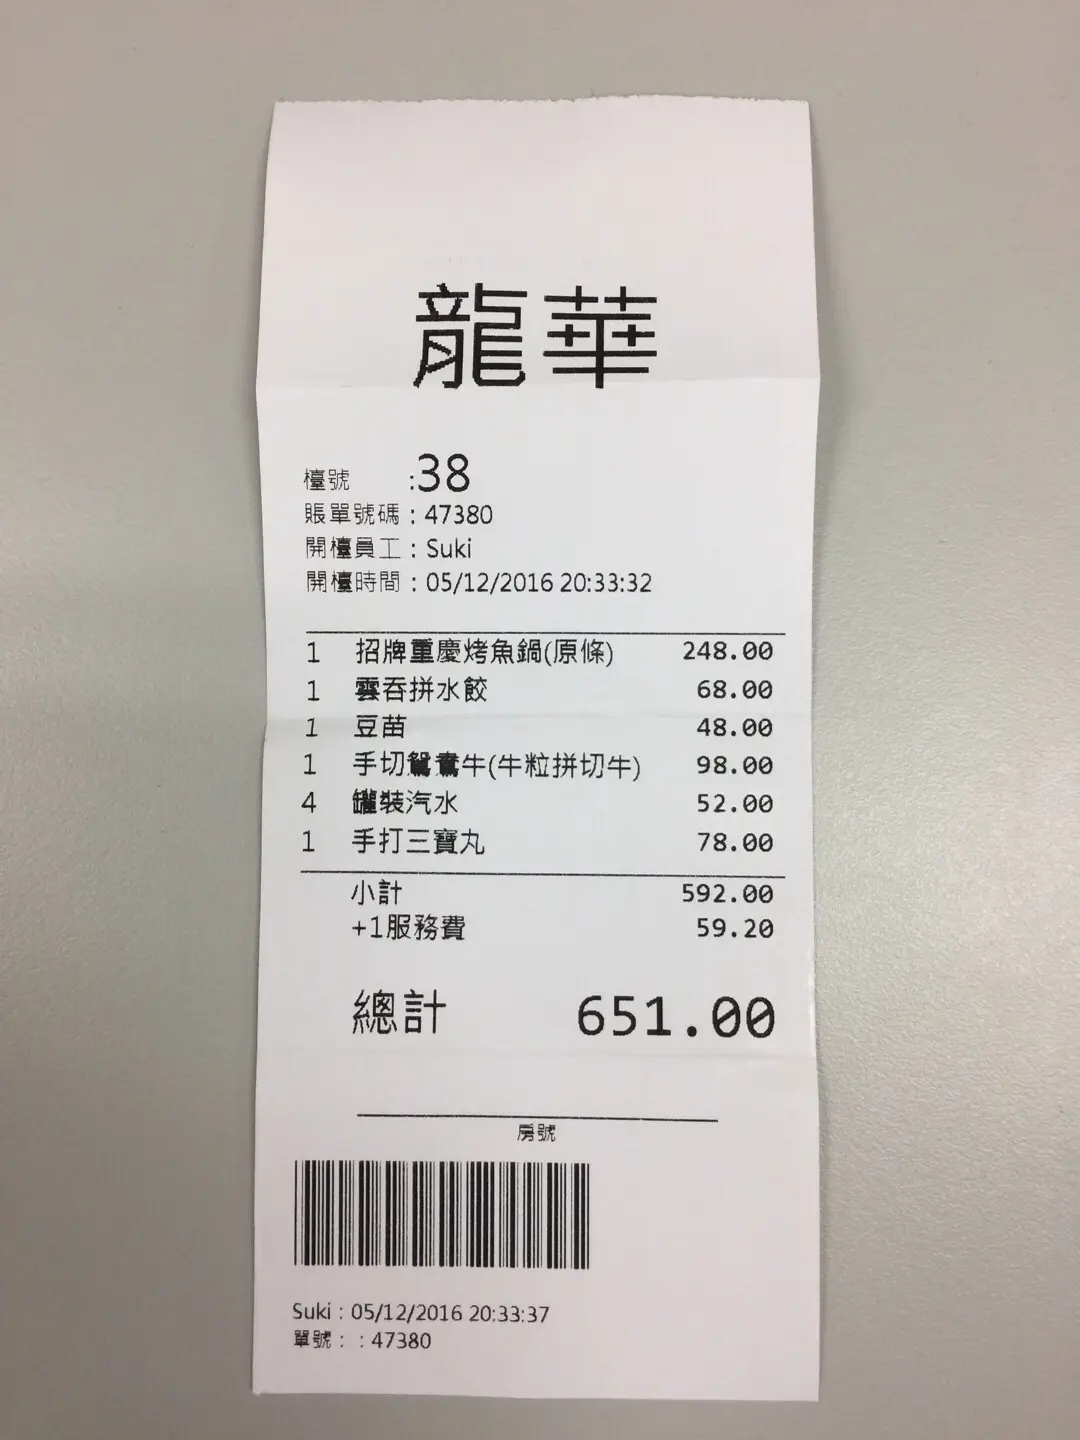 龍華
檯號 :38
賬單號碼 : 47380
開檯員工 : Suki
開檯時間 : 05/12/2016 20:33:32
1 招牌重慶烤魚鍋(原條) 248.00
1 雲吞拼水餃 68.00
1 豆苗 48.00
1 手切鴛鴦牛(牛粒拼切牛) 98.00
4 罐裝汽水 52.00
1 手打三寶丸 78.00
小計 592.00
+1服務費 59.20
總計 651.00
房號
Suki : 05/12/2016 20:33:37
單號 : : 47380